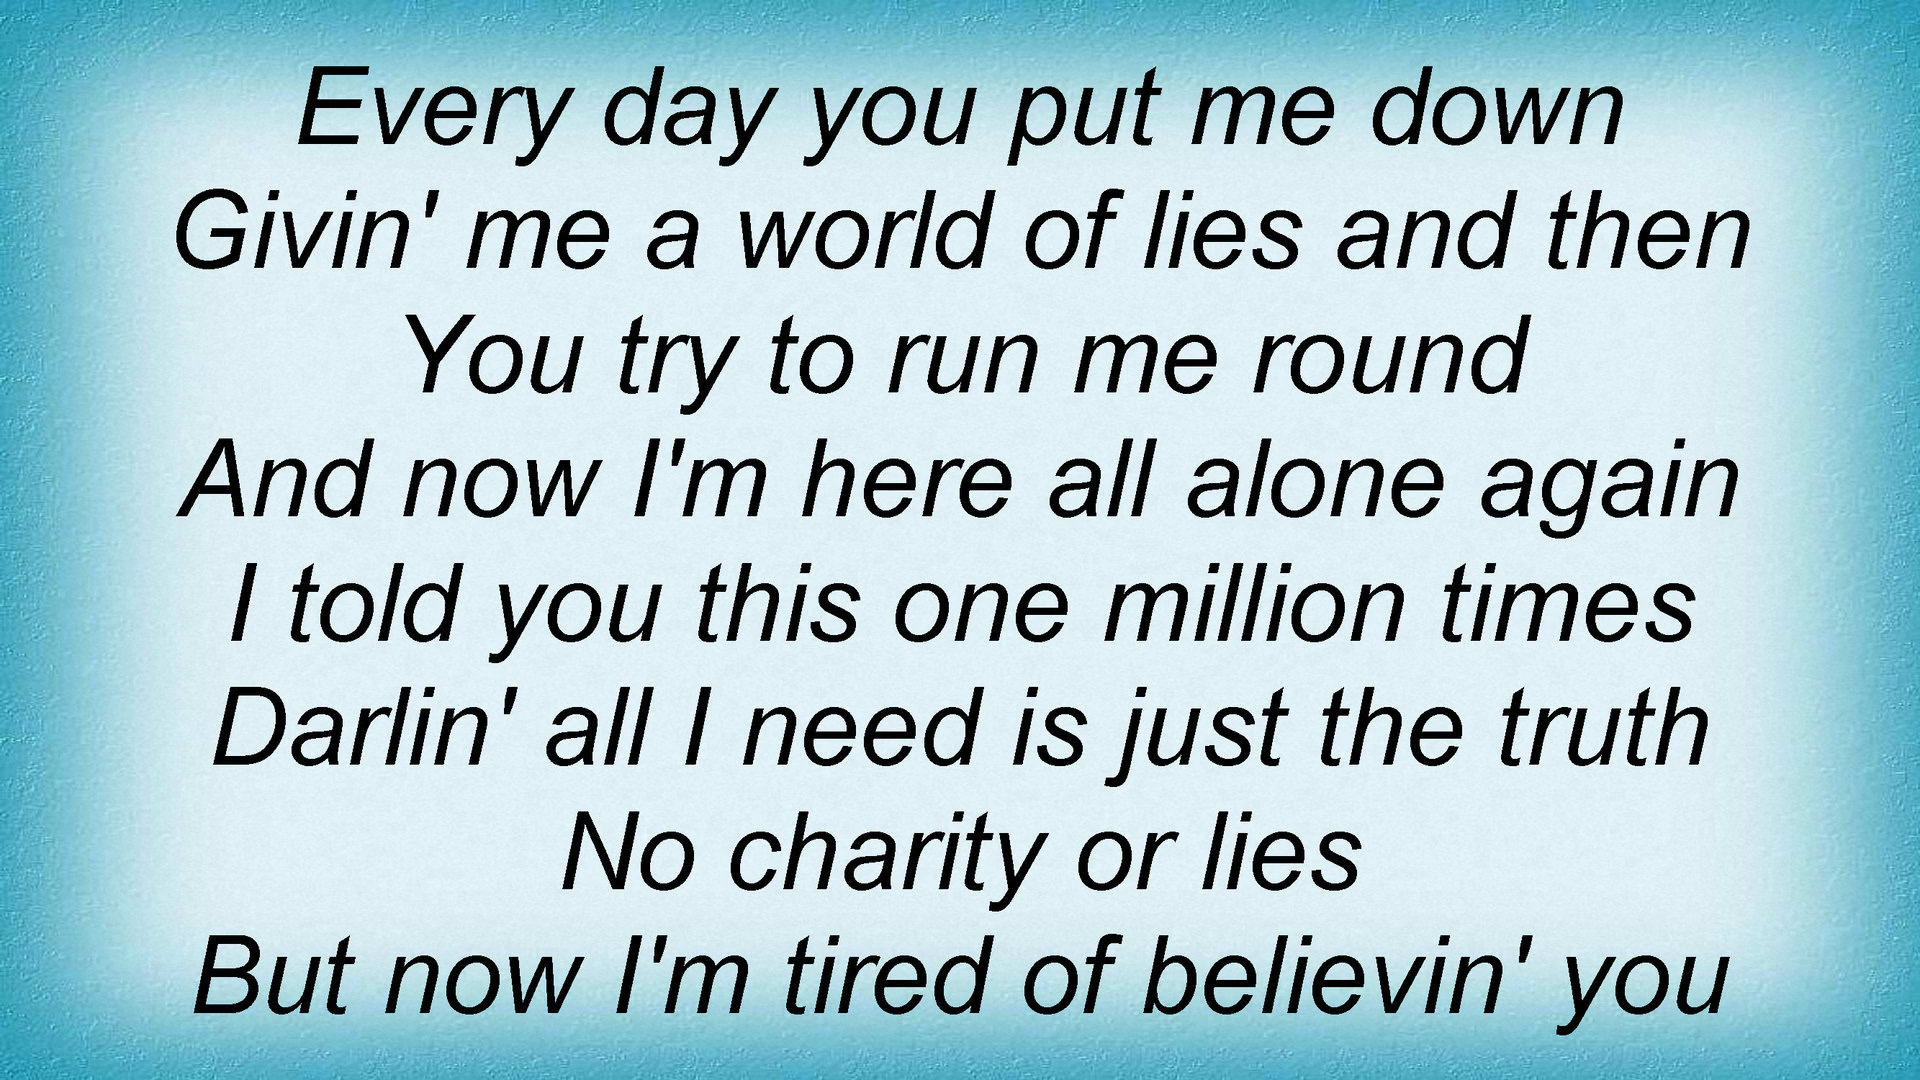 Every day you put me down
Givin' me a world of lies and then
You try to run me round
And now I'm here all alone again
I told you this one million times
Darlin' all I need is just the truth
No charity or lies
But now I'm tired of believin' you